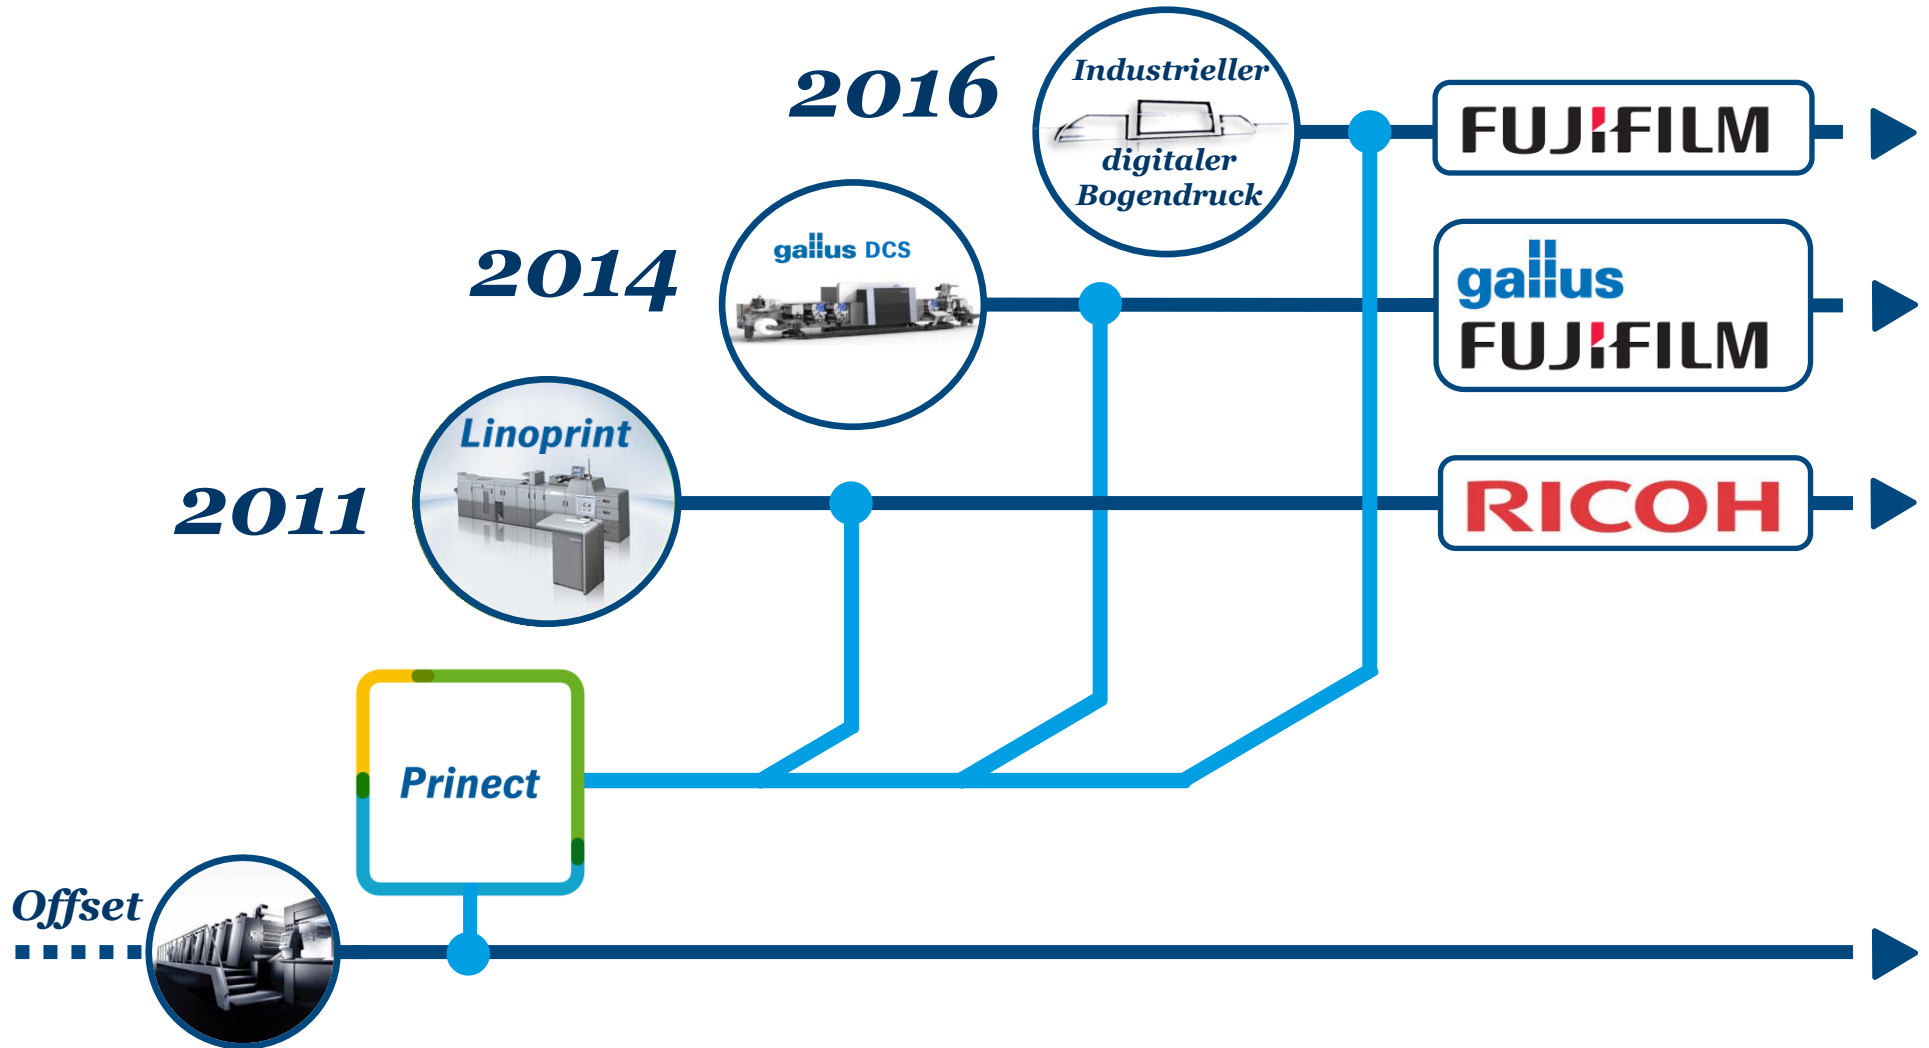 2016
Industrieller
digitaler
Bogendruck
FUJIFILM
2014
gallus DCS
gallus
FUJIFILM
2011
Linoprint
RICOH
Prinect
Offset